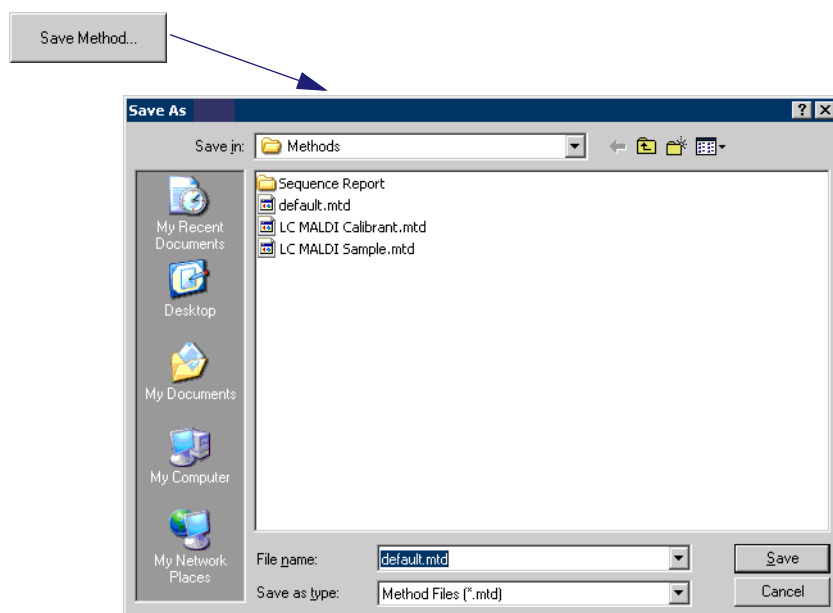 Save Method...
Save As
Save in:
Methods
Sequence Report
default.mtd
LC MALDI Calibrant.mtd
LC MALDI Sample.mtd
My Recent
Documents
Desktop
My Documents
My Computer
My Network
Places
File name:
default.mtd
Save
Save as type:
Method Files (*.mtd)
Cancel